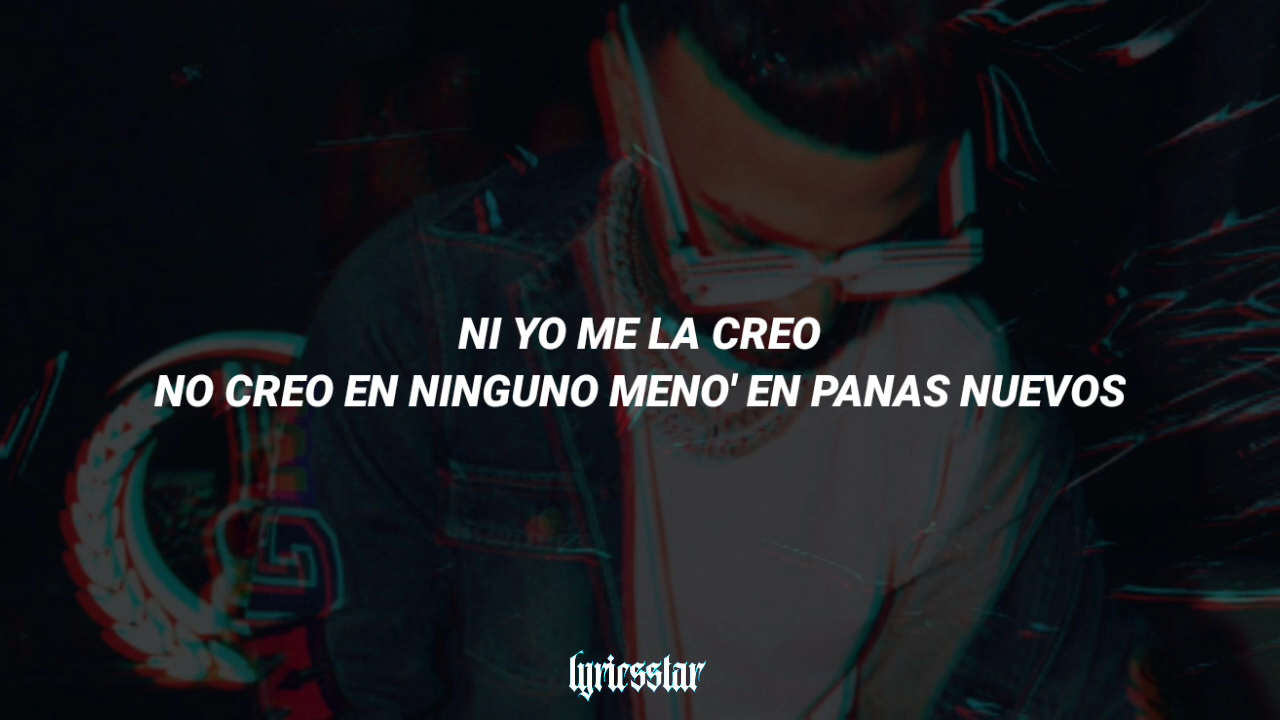 NI YO ME LA CREO
NO CREO EN NINGUNO MENO' EN PANAS NUEVOS
lyricsstar